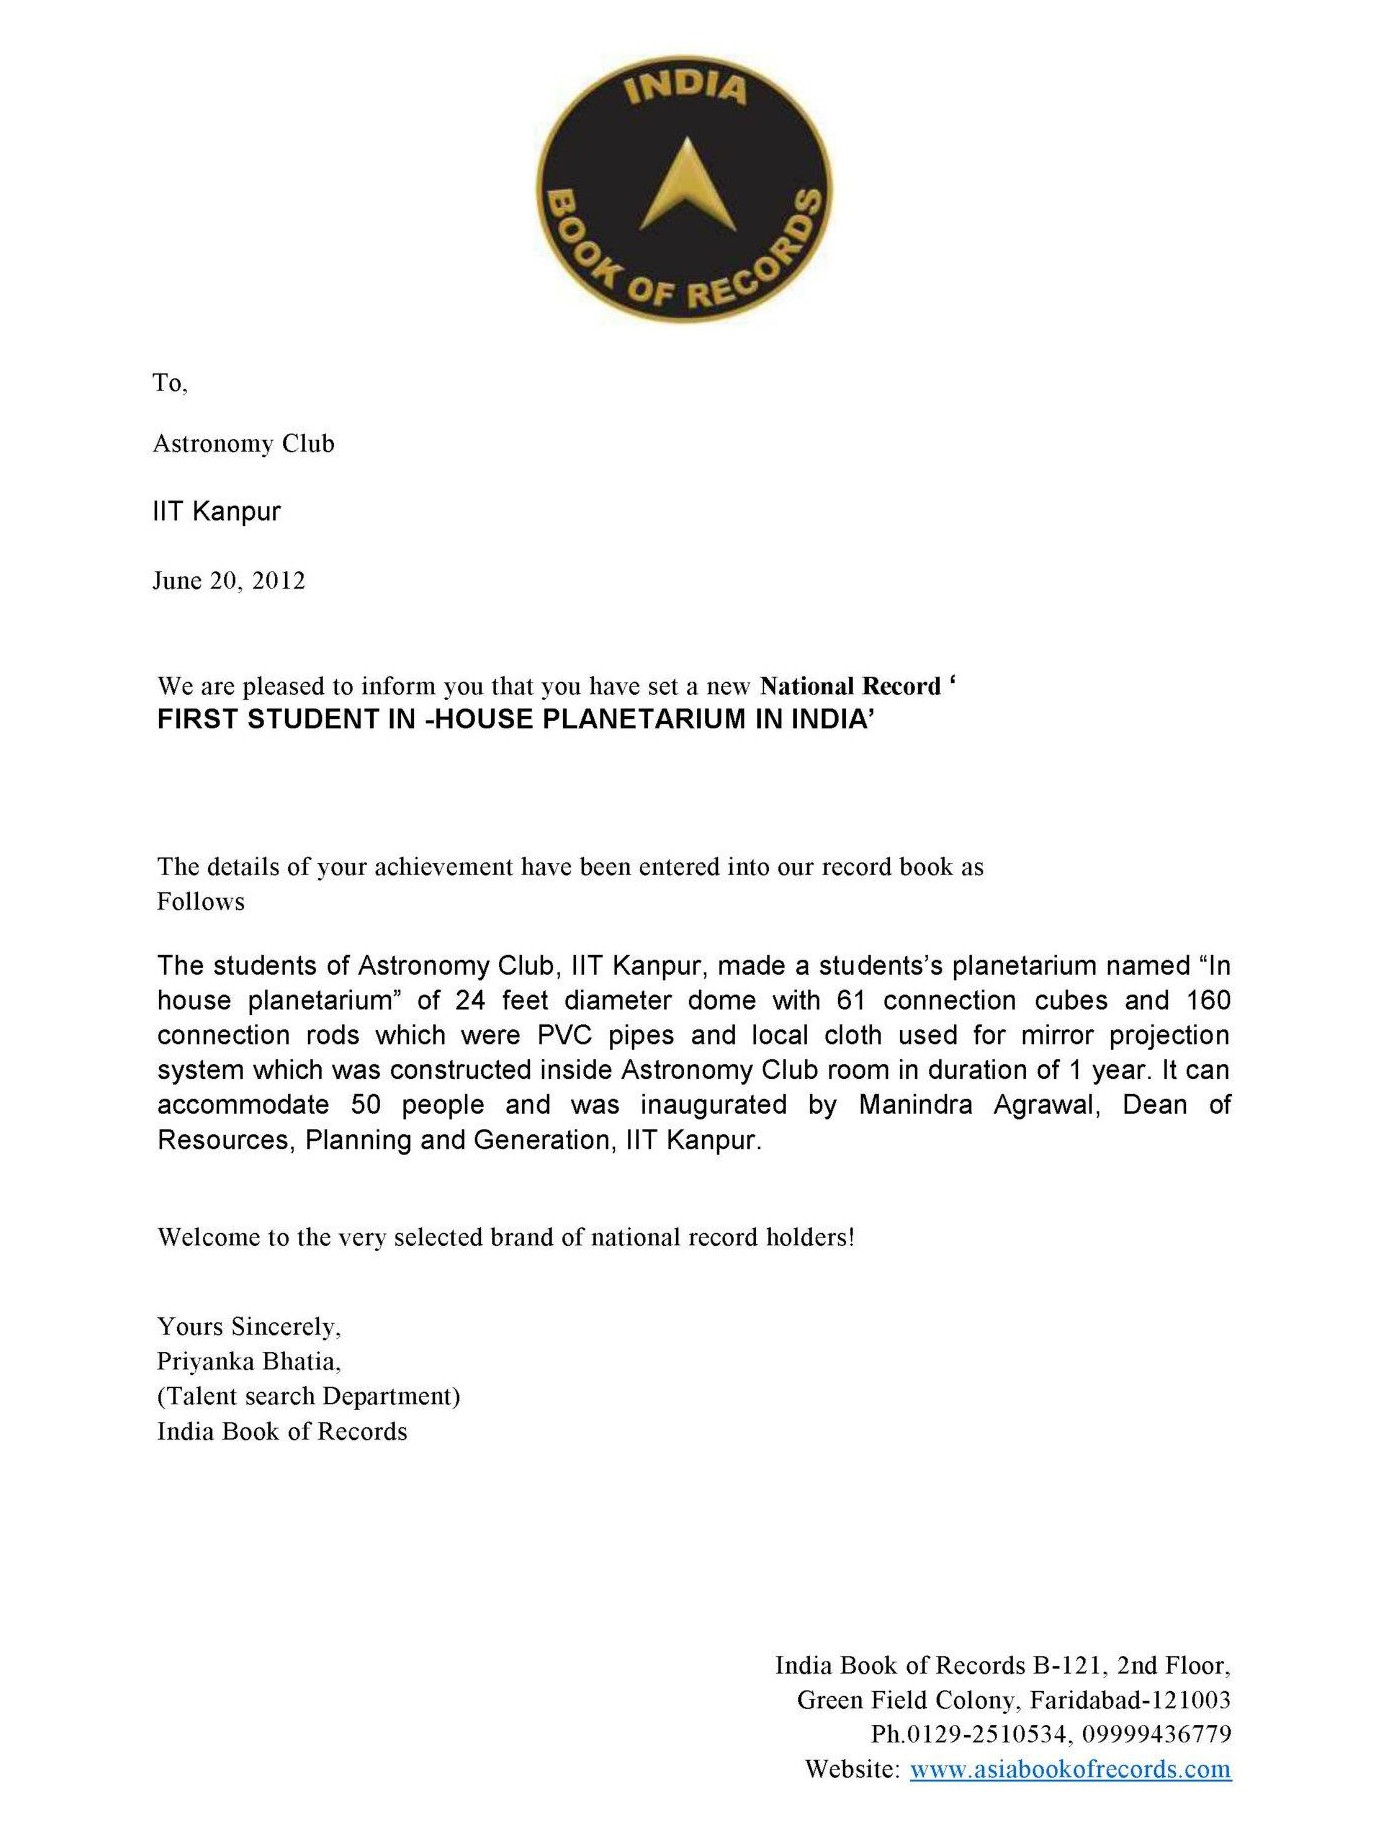 INDIA
BOOK OF RECORDS
To,
Astronomy Club
IIT Kanpur
June 20, 2012
We are pleased to inform you that you have set a new National Record ‘
FIRST STUDENT IN -HOUSE PLANETARIUM IN INDIA’
The details of your achievement have been entered into our record book as
Follows
The students of Astronomy Club, IIT Kanpur, made a students’s planetarium named “In
house planetarium” of 24 feet diameter dome with 61 connection cubes and 160
connection rods which were PVC pipes and local cloth used for mirror projection
system which was constructed inside Astronomy Club room in duration of 1 year. It can
accommodate 50 people and was inaugurated by Manindra Agrawal, Dean of
Resources, Planning and Generation, IIT Kanpur.
Welcome to the very selected brand of national record holders!
Yours Sincerely,
Priyanka Bhatia,
(Talent search Department)
India Book of Records
India Book of Records B-121, 2nd Floor,
Green Field Colony, Faridabad-121003
Ph.0129-2510534, 09999436779
Website: www.asiabookofrecords.com